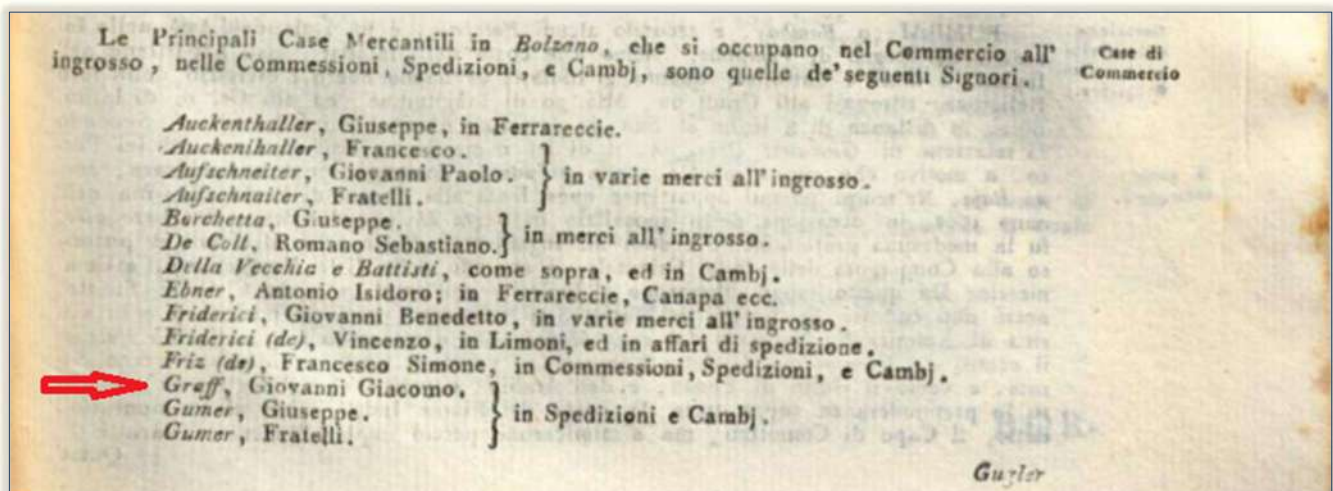 Le Principali Case Mercantili in Bolzano, che si occupano nel Commercio all' Case di
ingrosso, nelle Commessioni, Spedizioni, e Cambj, sono quelle de' seguenti Signori. Commercio
Auckenthaller, Giuseppe, in Ferrareccie.
Auckenihaller, Francesco.
Aufschneiter, Giovanni Paolo. } in varie merci all' ingrosso.
Aufschnaiter, Fratelli.
Borchetta, Giuseppe.
De Coll, Romano Sebastiano. } in merci all' ingrosso.
Della Vecchia e Battisti, come sopra, ed in Cambj.
Ebner, Antonio Isidoro; in Ferrareccie, Canapa ecc.
Friderici, Giovanni Benedetto, in varie merci all' ingrosso.
Friderici (de), Vincenzo, in Limoni, ed in affari di spedizione.
Friz (de), Francesco Simone, in Commessioni, Spedizioni, e Cambj.
Graff, Giovanni Giacomo.
Gumer, Giuseppe. } in Spedizioni e Cambj.
Gumer, Fratelli.
Gugler